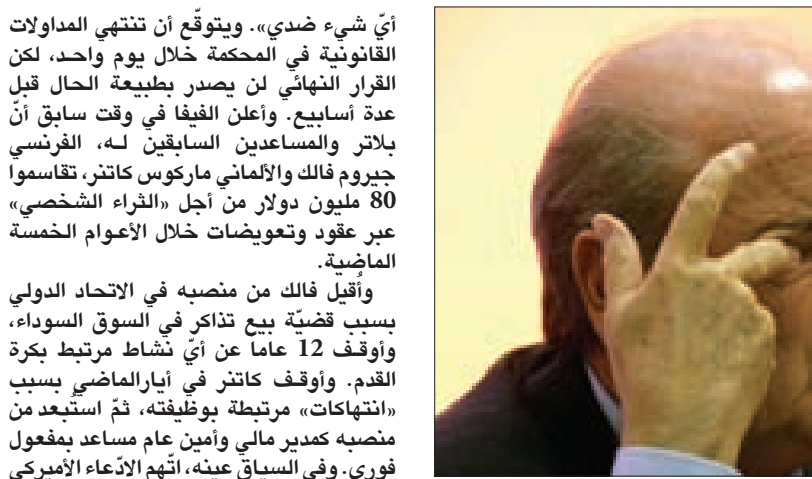 أيّ شيء ضدي». ويتوقّع أن تنتهي المداولات
القانونية في المحكمة خلال يوم واحد، لكن
القرار النهائي لن يصدر بطبيعة الحال قبل
عدة أسابيع. وأعلن الفيفا في وقت سابق أنّ
بلاتر والمساعدين السابقين له، الفرنسي
جيروم فالك والألماني ماركوس كاتنر، تقاسموا
80 مليون دولار من أجل «الثراء الشخصي»
عبر عقود وتعويضات خلال الأعوام الخمسة
الماضية.
وأُقيل فالك من منصبه في الاتحاد الدولي
بسبب قضيّة بيع تذاكر في السوق السوداء،
وأوقف 12 عاما عن أيّ نشاط مرتبط بكرة
القدم. وأوقف كاتنر في أيارالماضي بسبب
«انتهاكات» مرتبطة بوظيفته، ثمّ استُبعد من
منصبه كمدير مالي وأمين عام مساعد بمفعول
فوري. وفي السياق عينه، اتّهم الادّعاء الأميركي